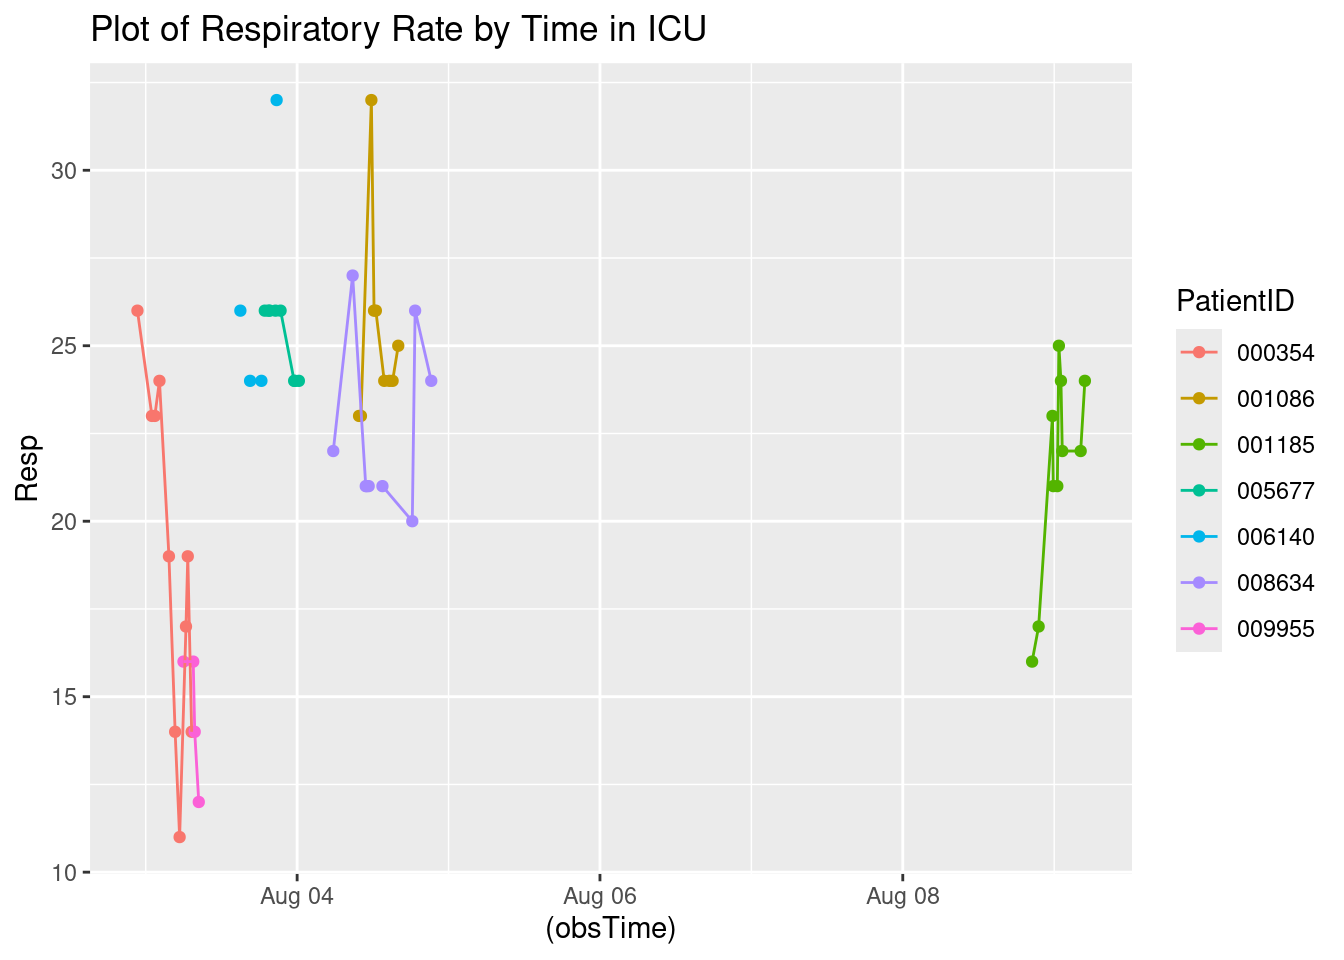 Plot of Respiratory Rate by Time in ICU
30
25
20
15
10
Resp
Aug 04
Aug 06
Aug 08
(obsTime)
PatientID
000354
001086
001185
005677
006140
008634
009955